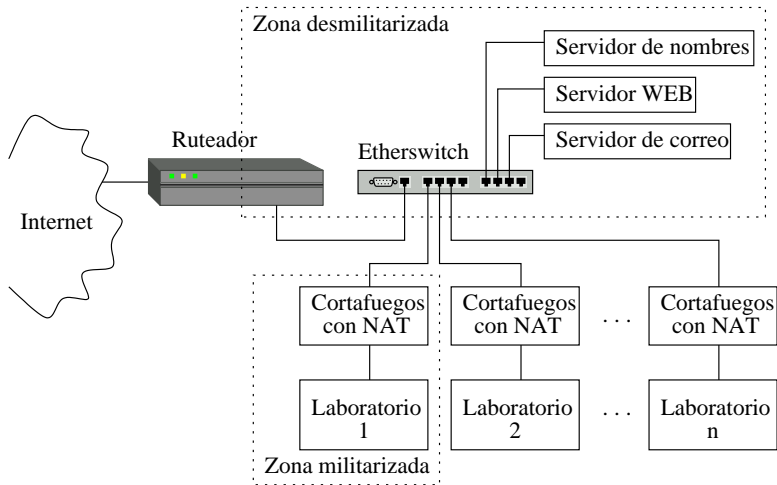 Zona desmilitarizada
Servidor de nombres
Servidor WEB
Servidor de correo
Ruteador
Etherswitch
Internet
Cortafuegos
con NAT
Cortafuegos
con NAT
. . .
Cortafuegos
con NAT
Laboratorio
1
Laboratorio
2
. . .
Laboratorio
n
Zona militarizada